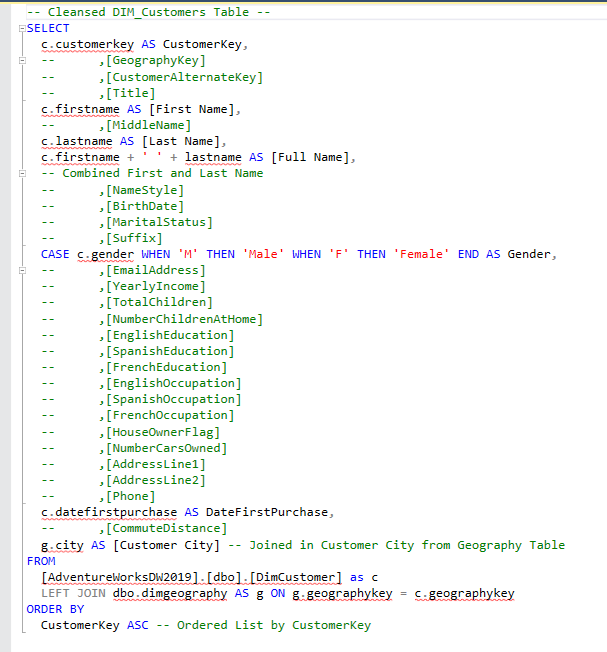 -- Cleansed DIM_Customers Table --
SELECT
c.customerkey AS CustomerKey,
-- ,[GeographyKey]
-- ,[CustomerAlternateKey]
-- ,[Title]
c.firstname AS [First Name],
-- ,[MiddleName]
c.lastname AS [Last Name],
c.firstname + ' ' + lastname AS [Full Name],
-- Combined First and Last Name
-- ,[NameStyle]
-- ,[BirthDate]
-- ,[MaritalStatus]
-- ,[Suffix]
CASE c.gender WHEN 'M' THEN 'Male' WHEN 'F' THEN 'Female' END AS Gender,
-- ,[EmailAddress]
-- ,[YearlyIncome]
-- ,[TotalChildren]
-- ,[NumberChildrenAtHome]
-- ,[EnglishEducation]
-- ,[SpanishEducation]
-- ,[FrenchEducation]
-- ,[EnglishOccupation]
-- ,[SpanishOccupation]
-- ,[FrenchOccupation]
-- ,[HouseOwnerFlag]
-- ,[NumberCarsOwned]
-- ,[AddressLine1]
-- ,[AddressLine2]
-- ,[Phone]
c.datefirstpurchase AS DateFirstPurchase,
-- ,[CommuteDistance]
g.city AS [Customer City] -- Joined in Customer City from Geography Table
FROM
[AdventureWorksDW2019].[dbo].[DimCustomer] as c
LEFT JOIN dbo.dimgeography AS g ON g.geographykey = c.geographykey
ORDER BY
CustomerKey ASC -- Ordered List by CustomerKey